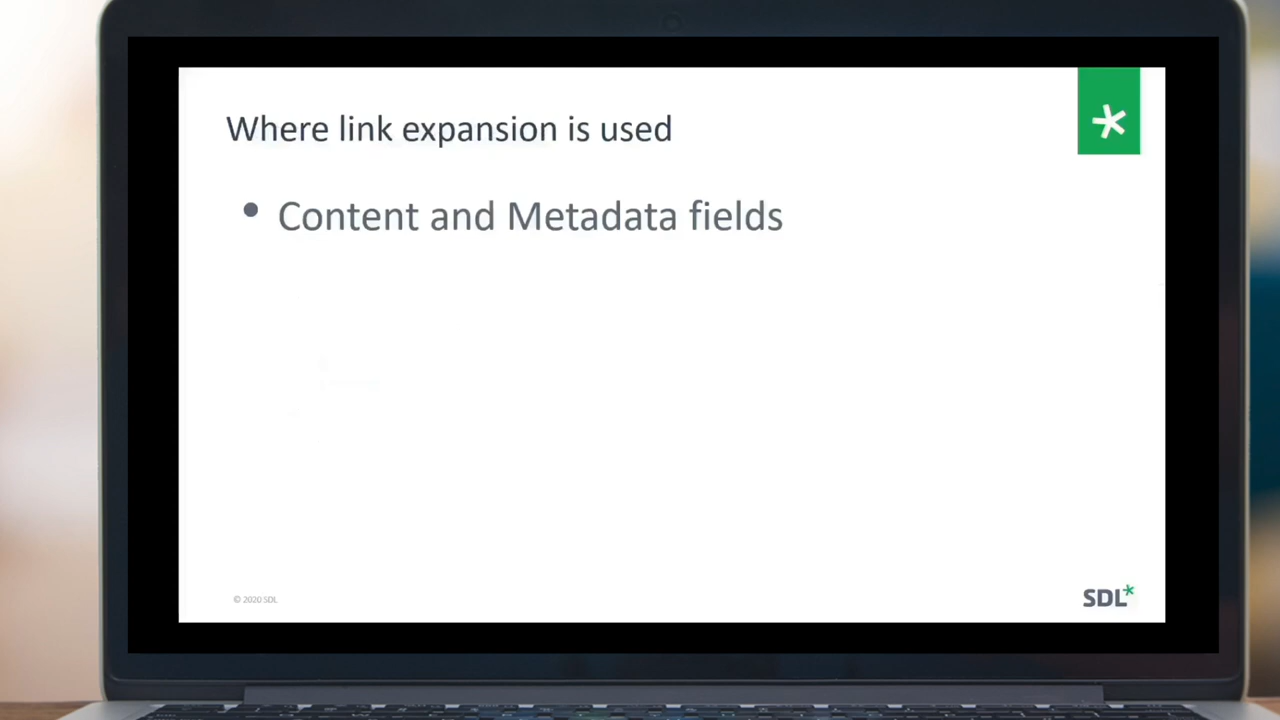 Where link expansion is used
• Content and Metadata fields
© 2020 SDL
SDL*